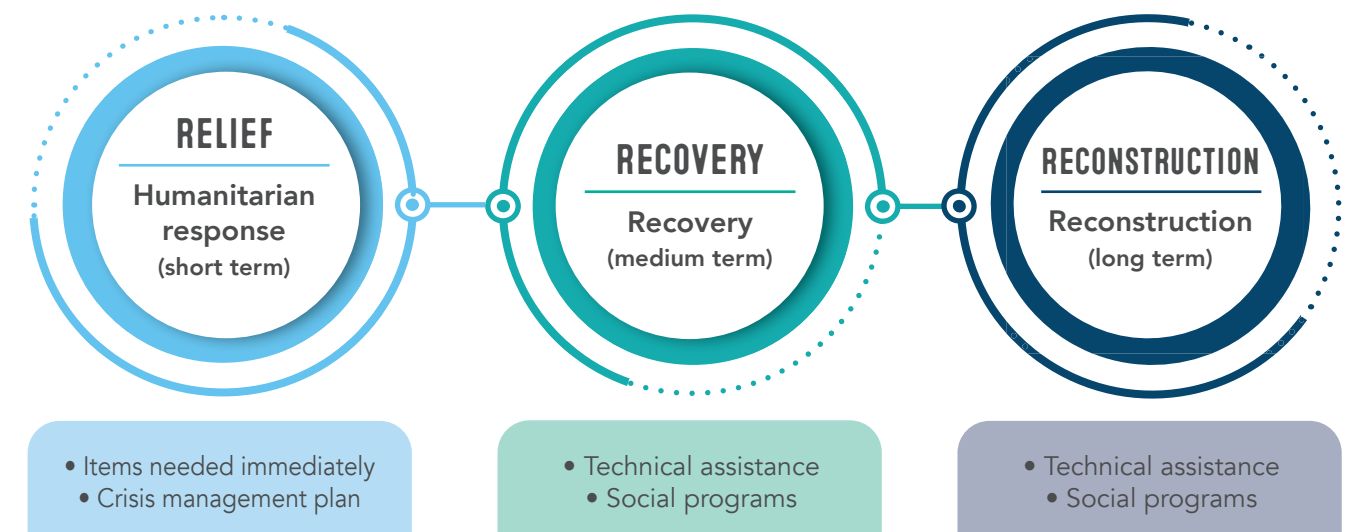 RELIEF
Humanitarian
response
(short term)
RECOVERY
Recovery
(medium term)
RECONSTRUCTION
Reconstruction
(long term)
• Items needed immediately
• Crisis management plan
• Technical assistance
• Social programs
• Technical assistance
• Social programs